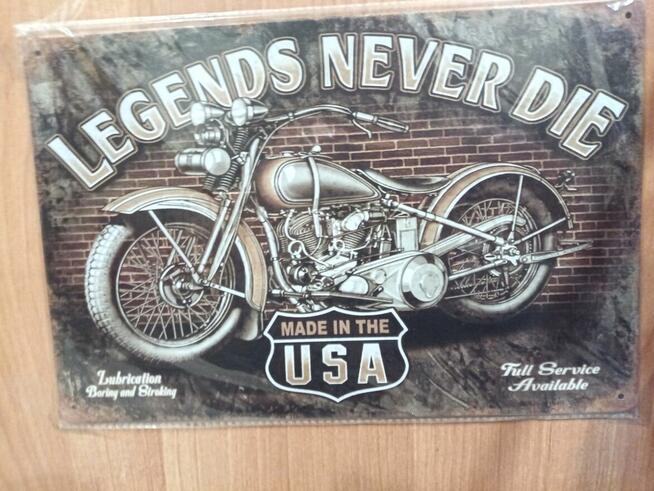 LEGENDS NEVER DIE
MADE IN THE
USA
Lubrication
Boring and Stroking
Full Service
Available